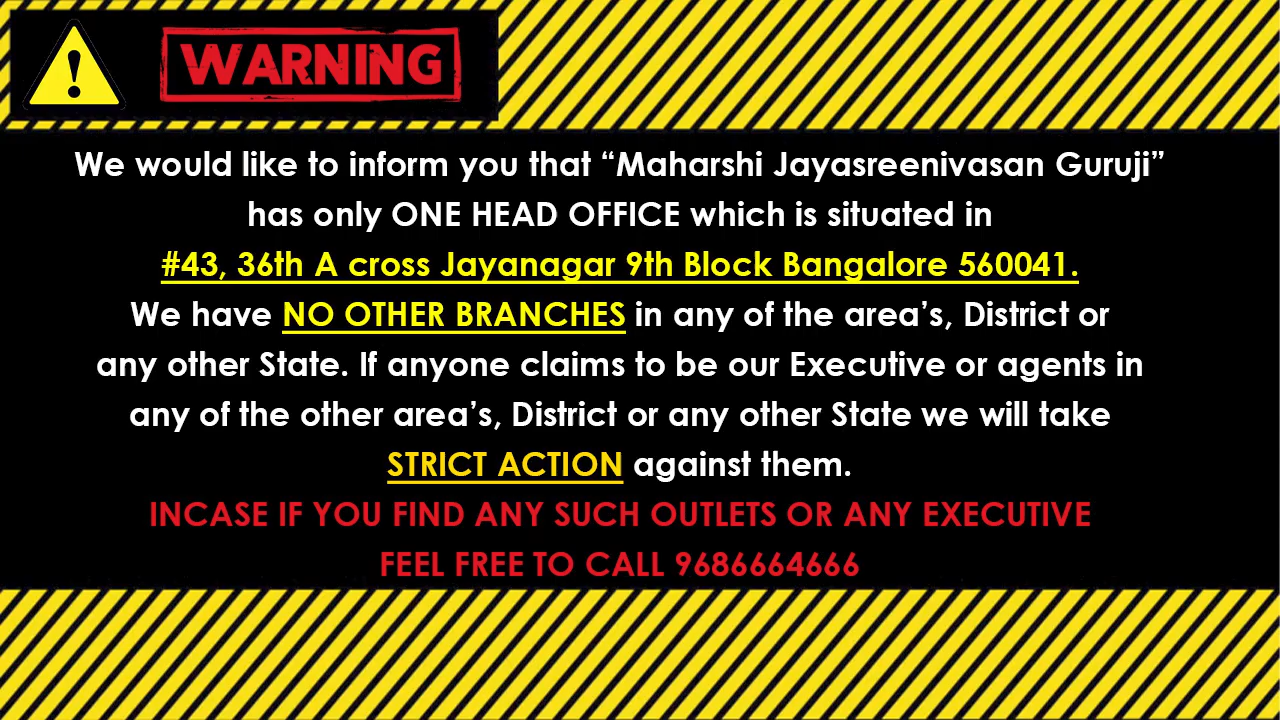 WARNING
We would like to inform you that “Maharshi Jayasreenivasan Guruji”
has only ONE HEAD OFFICE which is situated in
#43, 36th A cross Jayanagar 9th Block Bangalore 560041.
We have NO OTHER BRANCHES in any of the area’s, District or
any other State. If anyone claims to be our Executive or agents in
any of the other area’s, District or any other State we will take
STRICT ACTION against them.
INCASE IF YOU FIND ANY SUCH OUTLETS OR ANY EXECUTIVE
FEEL FREE TO CALL 9686664666